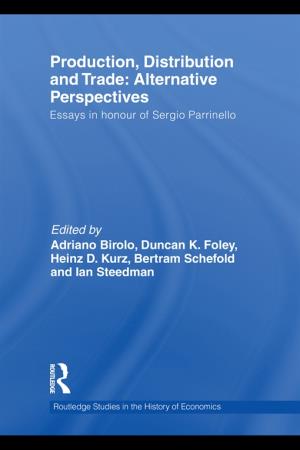 Production, Distribution
and Trade: Alternative
Perspectives
Essays in honour of Sergio Parrinello
Edited by
Adriano Birolo, Duncan K. Foley,
Heinz D. Kurz, Bertram Schefold
and Ian Steedman
ROUTLEDGE
Routledge Studies in the History of Economics